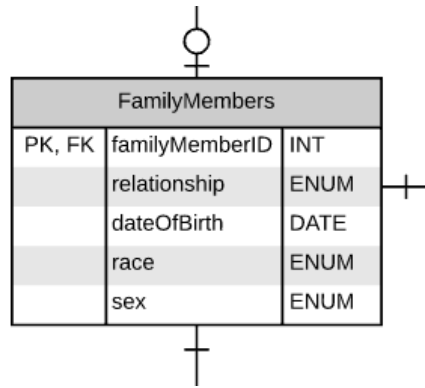 FamilyMembers
PK, FK familyMemberID INT
relationship ENUM
dateOfBirth DATE
race ENUM
sex ENUM